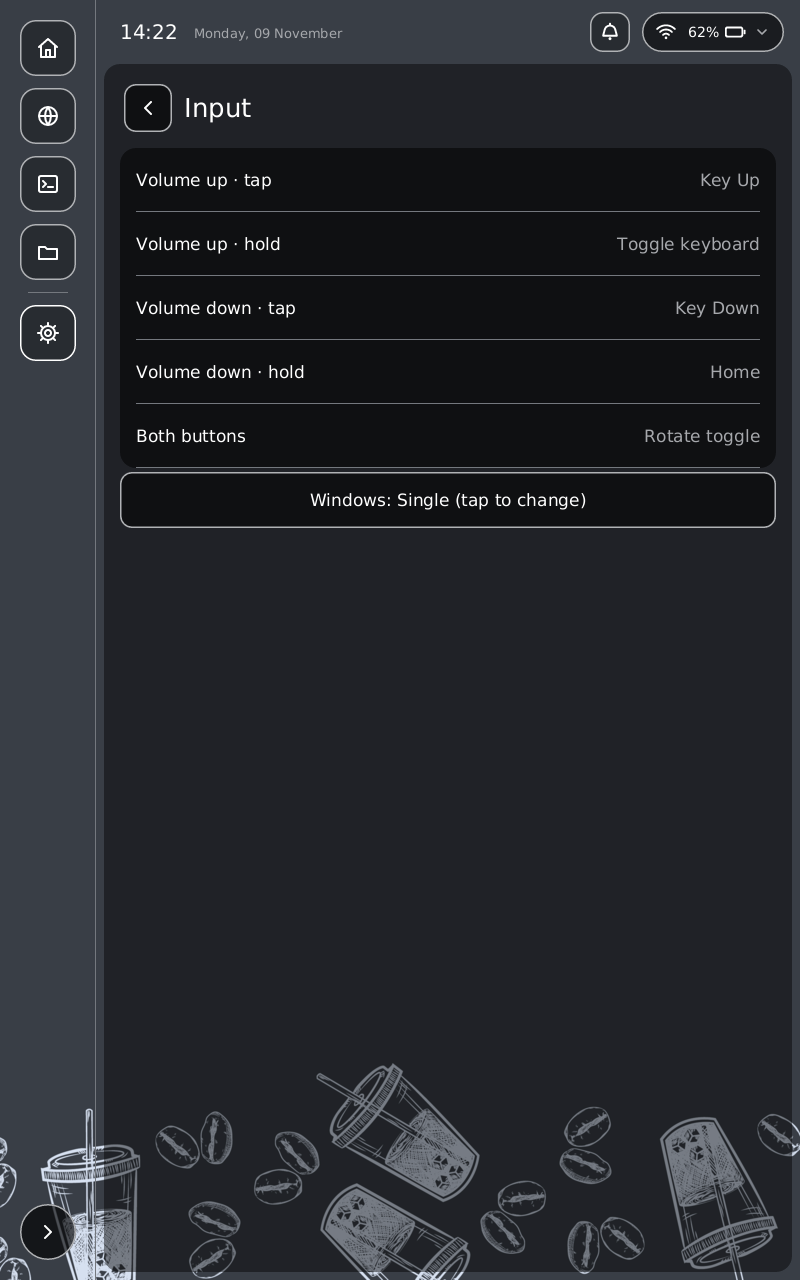 14:22 Monday, 09 November 62%
Input
Volume up · tap Key Up
Volume up · hold Toggle keyboard
Volume down · tap Key Down
Volume down · hold Home
Both buttons Rotate toggle
Windows: Single (tap to change)